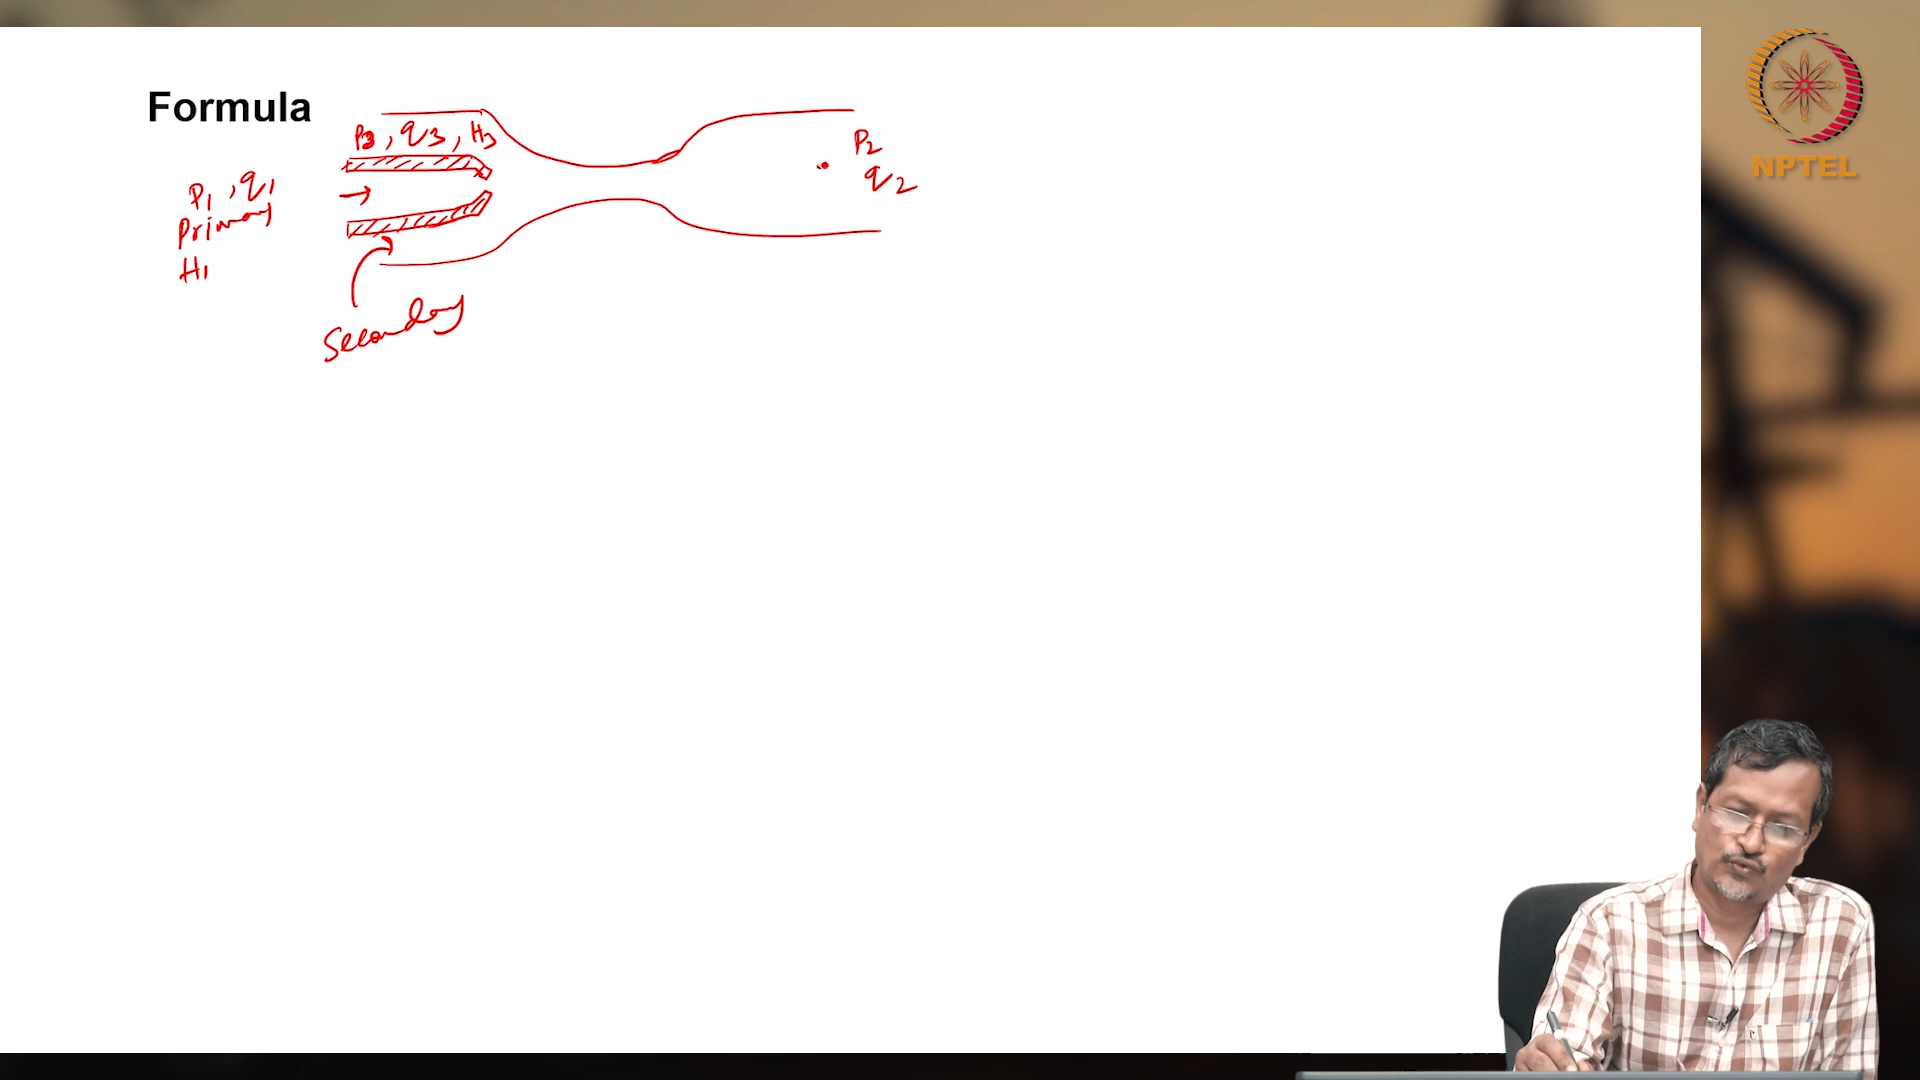 Formula
P3, q3, H3
P1, q1
Primary
H1
Secondary
P2
q2
NPTEL